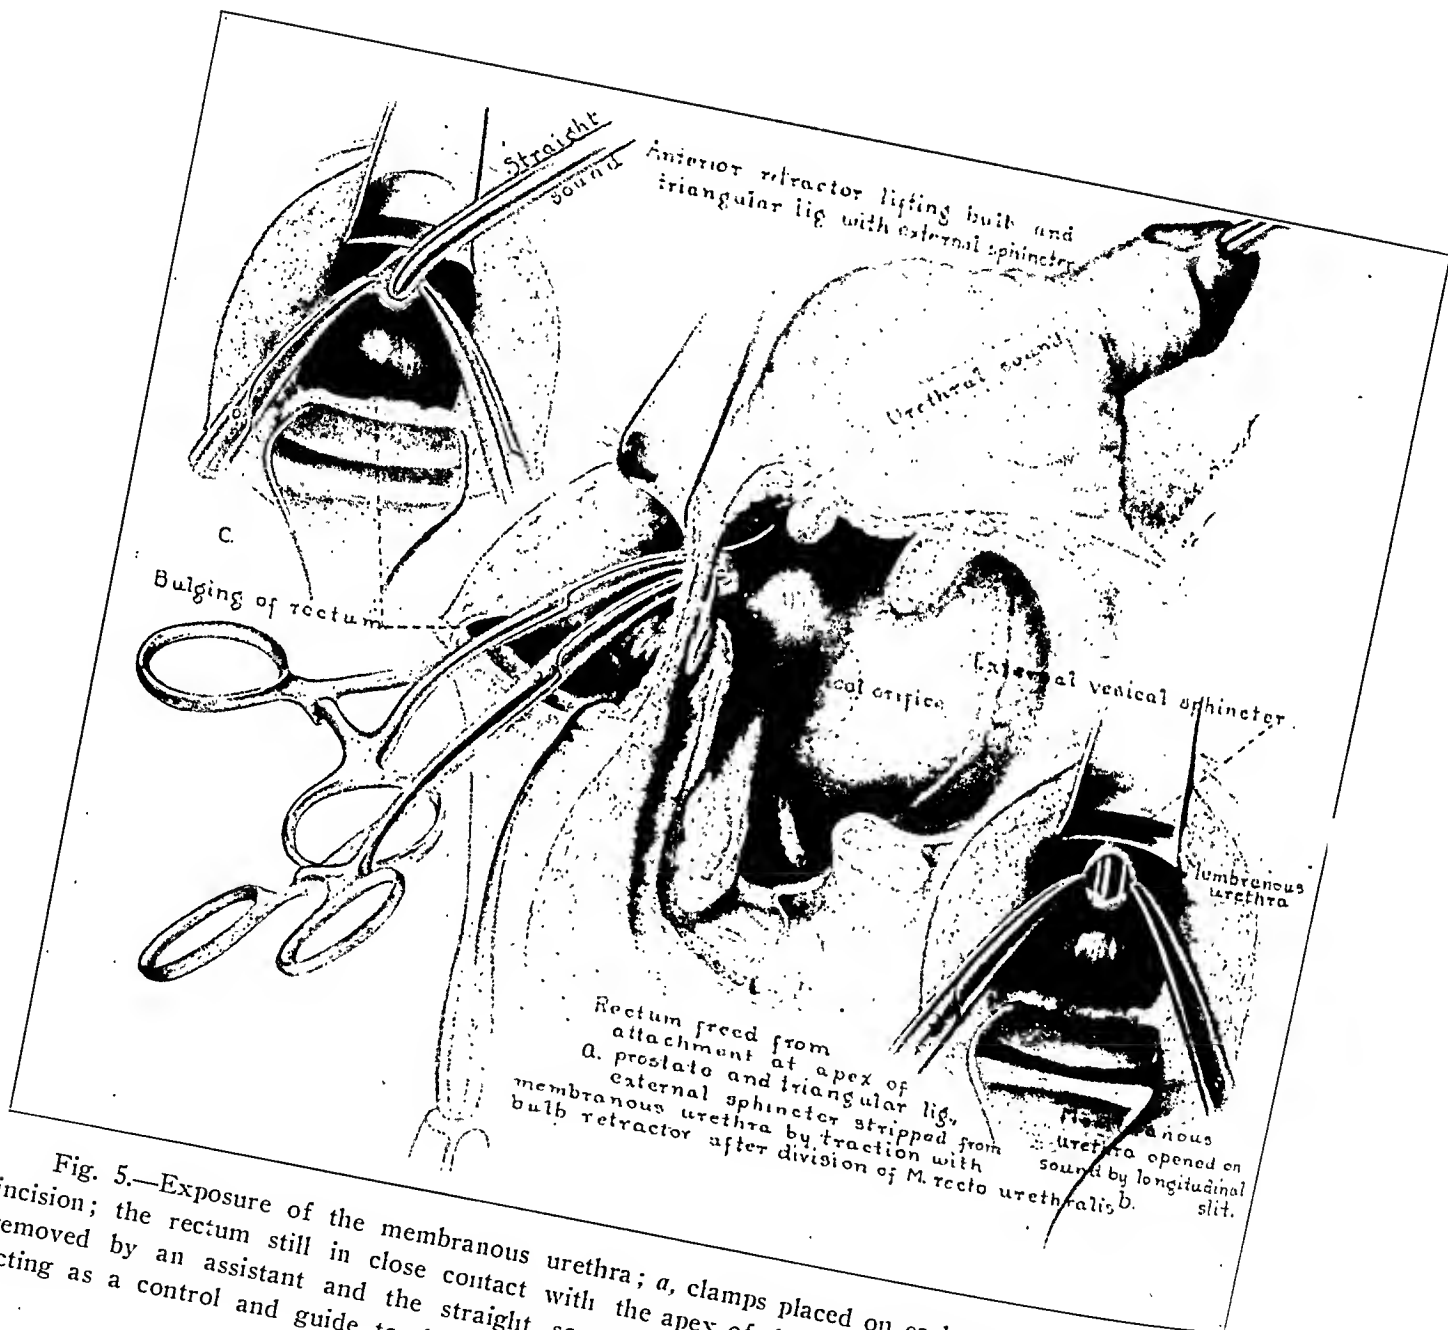 Straight
sound
Anterior retractor lifting bulb and
triangular lig with external sphincter
Urethral sound
C.
Bulging of rectum
orifice
External vesical sphincter
urethra
Rectum freed from
attachment at apex of
a. prostate and triangular lig.,
external sphincter stripped from
membranous urethra by traction with
bulb retractor after division of M. recto urethralis
urethra opened on
sound by longitudinal
b. slit.
Fig. 5.—Exposure of the membranous urethra; a, clamps placed on
incision; the rectum still in close contact with the apex of
removed by an assistant and the straight
as a control and guide